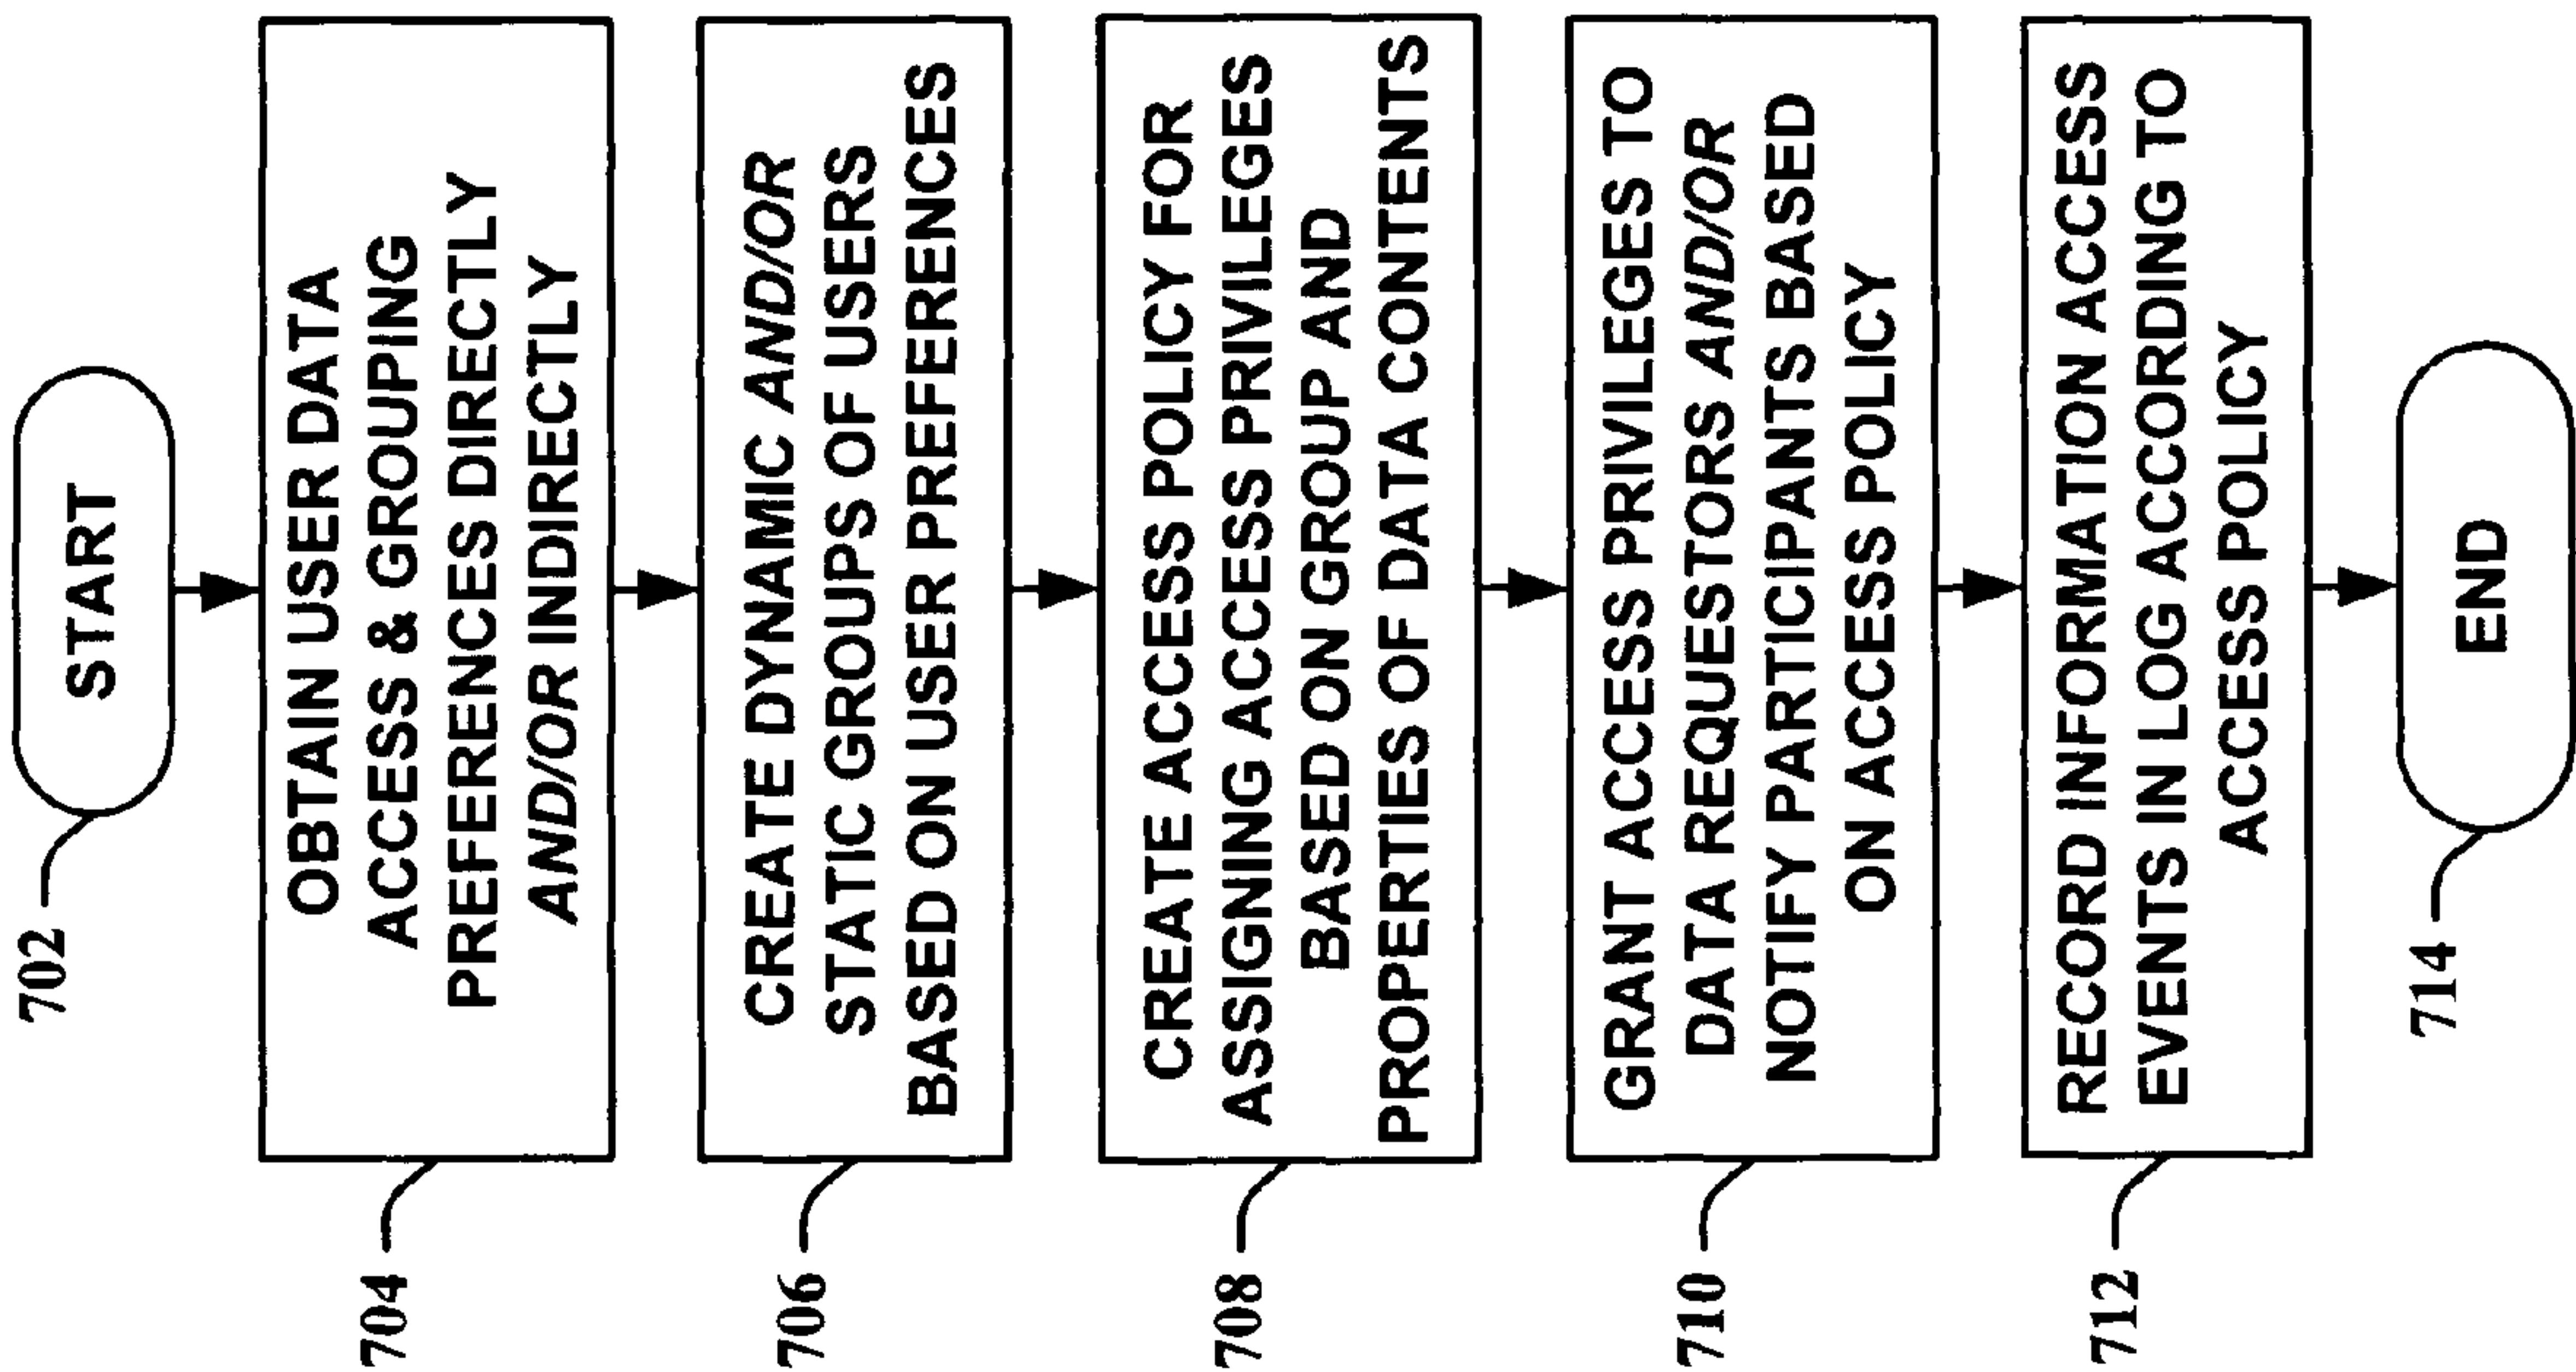 START
702
OBTAIN USER DATA
ACCESS & GROUPING
PREFERENCES DIRECTLY
AND/OR INDIRECTLY
704
CREATE DYNAMIC AND/OR
STATIC GROUPS OF USERS
BASED ON USER PREFERENCES
706
CREATE ACCESS POLICY FOR
ASSIGNING ACCESS PRIVILEGES
BASED ON GROUP AND
PROPERTIES OF DATA CONTENTS
708
GRANT ACCESS PRIVILEGES TO
DATA REQUESTORS AND/OR
NOTIFY PARTICIPANTS BASED
ON ACCESS POLICY
710
RECORD INFORMATION ACCESS
EVENTS IN LOG ACCORDING TO
ACCESS POLICY
712
END
714